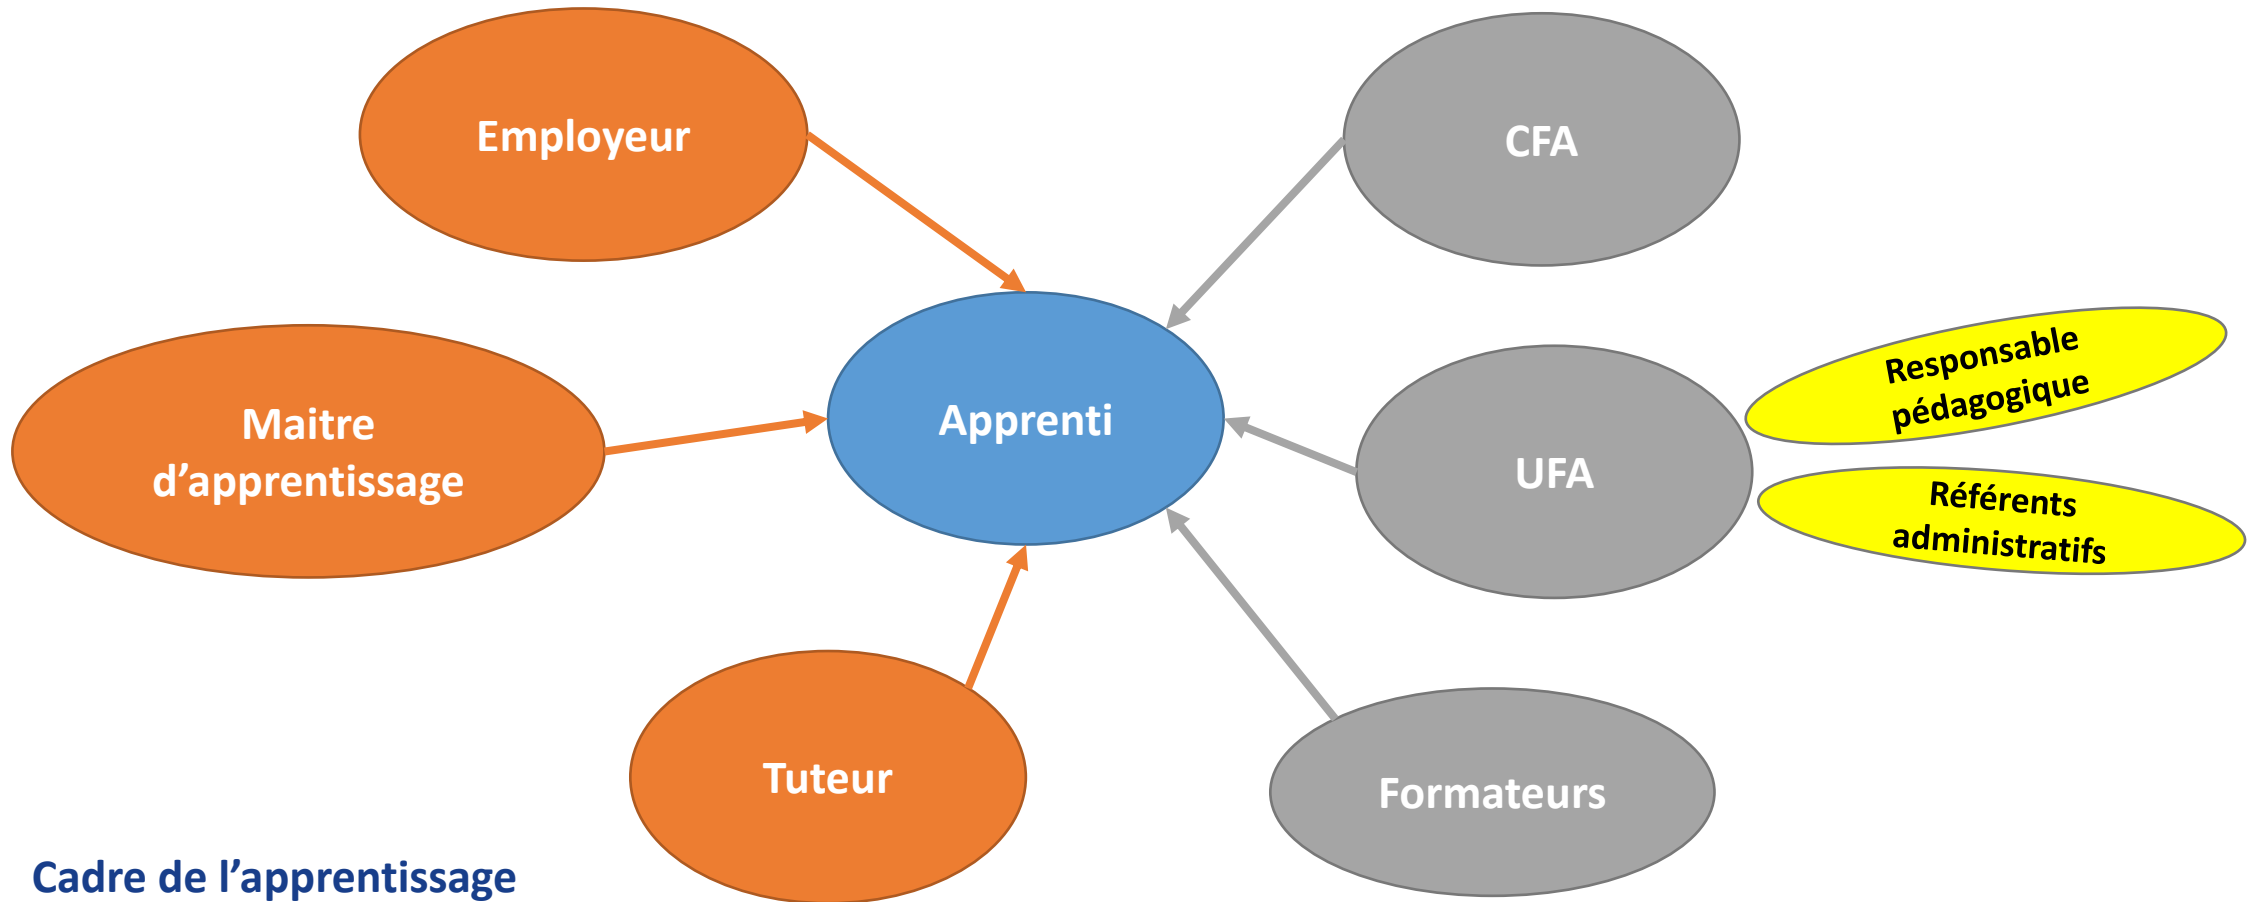 Employeur
CFA
Responsable
pédagogique
Maitre
d’apprentissage
Apprenti
UFA
Référents
administratifs
Tuteur
Formateurs
Cadre de l’apprentissage